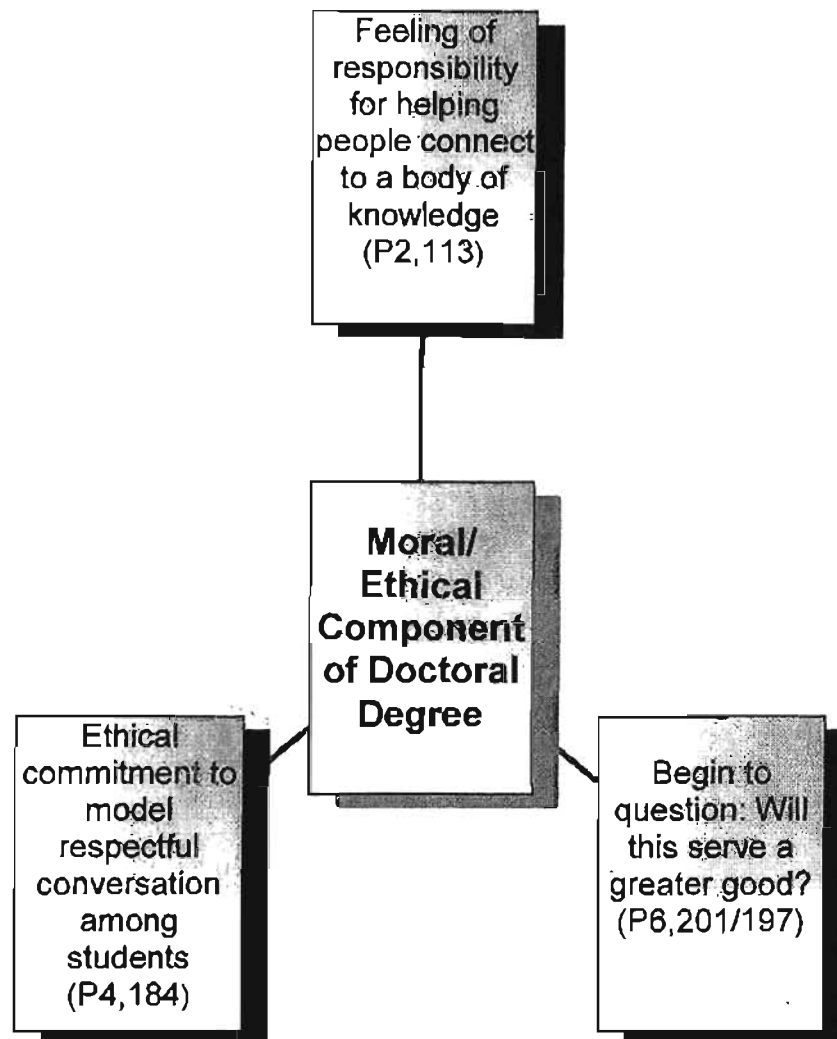 Feeling of
responsibility
for helping
people connect
to a body of
knowledge
(P2,113)
Moral/
Ethical
Component
of Doctoral
Degree
Ethical
commitment to
model
respectful
conversation
among
students
(P4,184)
Begin to
question: Will
this serve a
greater good?
(P6,201/197)